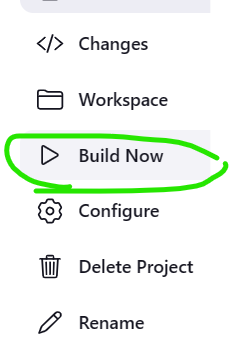 Changes
Workspace
Build Now
Configure
Delete Project
Rename